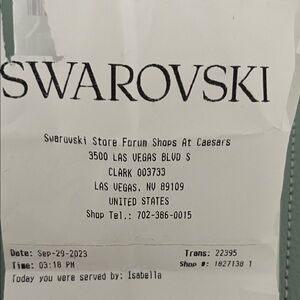 SWAROVSKI
Swarovski Store Forum Shops At Caesars
3500 LAS VEGAS BLVD S
CLARK 003733
LAS VEGAS, NV 89109
UNITED STATES
Shop Tel.: 702-386-0015
Date: Sep-29-2023 Trans: 22395
Time: 03:18 PM Shop #: 1027130 1
Today you were served by: Isabella